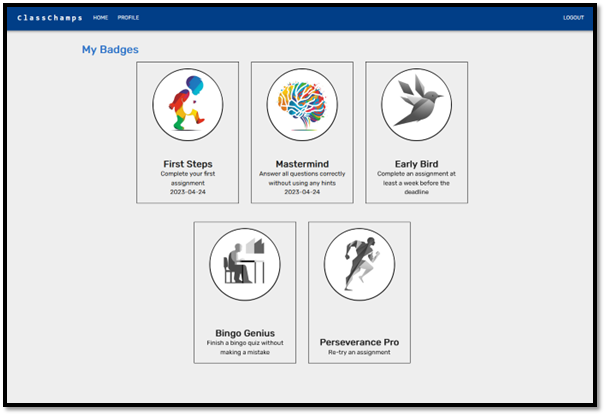 ClassChamps HOME PROFILE LOGOUT
My Badges
First Steps
Complete your first
assignment
2023-04-24
Mastermind
Answer all questions correctly
without using any hints
2023-04-24
Early Bird
Complete an assignment at
least a week before the
deadline
Bingo Genius
Finish a bingo quiz without
making a mistake
Perseverance Pro
Re-try an assignment